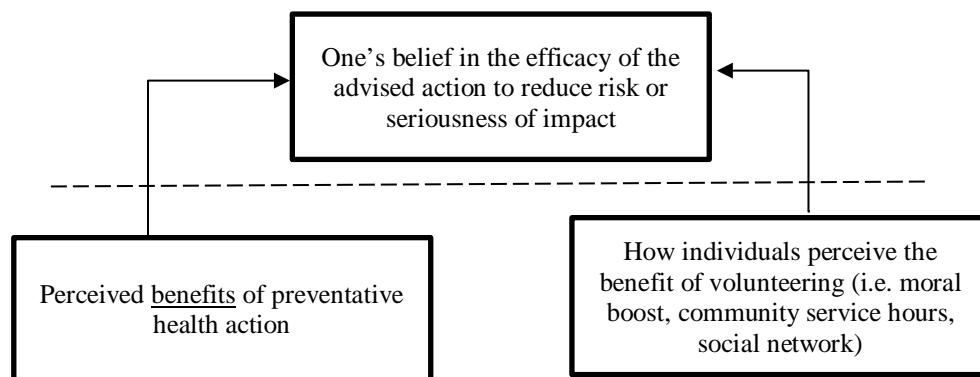 One’s belief in the efficacy of the
advised action to reduce risk or
seriousness of impact
Perceived benefits of preventative
health action
How individuals perceive the
benefit of volunteering (i.e. moral
boost, community service hours,
social network)